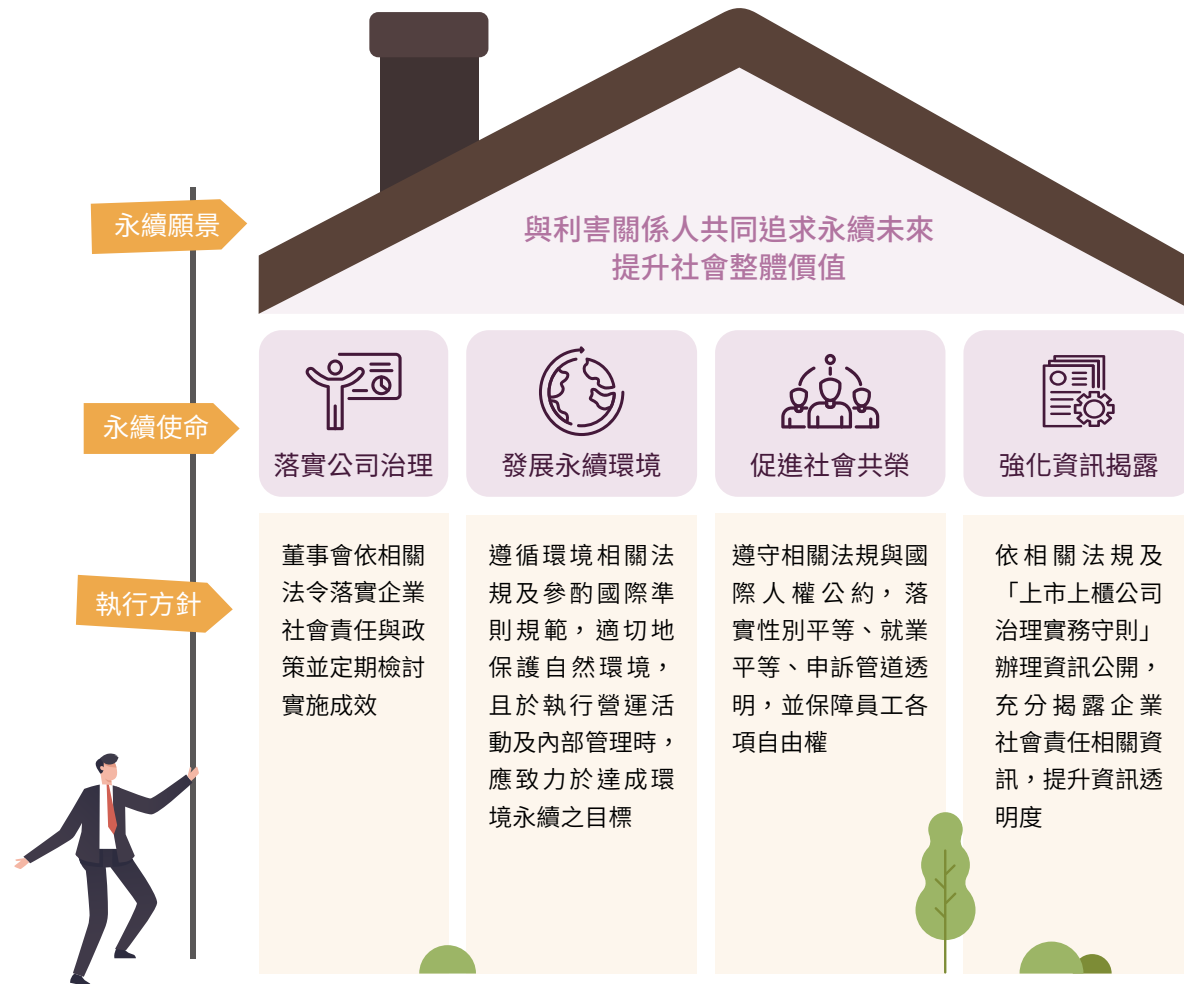 永續願景
與利害關係人共同追求永續未來
提升社會整體價值
永續使命
落實公司治理
發展永續環境
促進社會共榮
強化資訊揭露
執行方針
董事會依相關
法令落實企業
社會責任與政
策並定期檢討
實施成效
遵循環境相關法
規及參酌國際準
則規範，適切地
保護自然環境，
且於執行營運活
動及內部管理時，
應致力於達成環
境永續之目標
遵守相關法規與國
際人權公約，落
實性別平等、就業
平等、申訴管道透
明，並保障員工各
項自由權
依相關法規及
「上市上櫃公司
治理實務守則」
辦理資訊公開，
充分揭露企業
社會責任相關資
訊，提升資訊透
明度